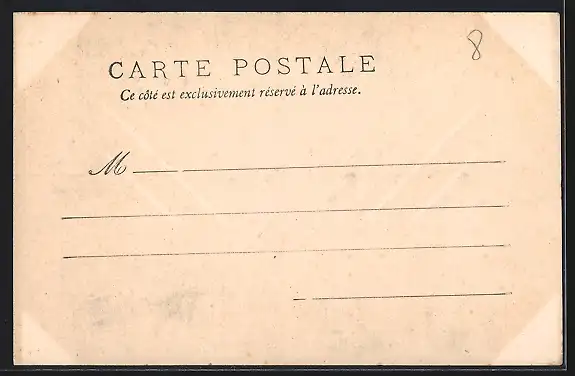 8
CARTE POSTALE
Ce côté est exclusivement réservé à l'adresse.
M